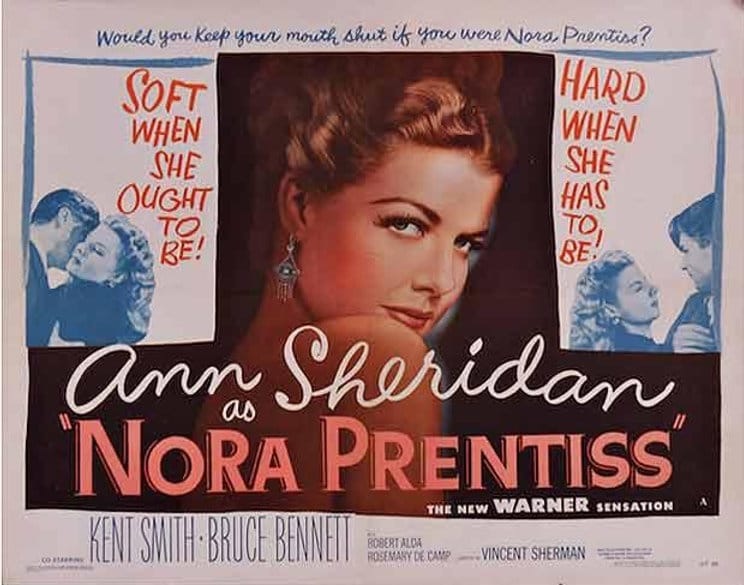 Would you keep your mouth shut if you were Nora Prentiss?
SOFT
WHEN
SHE
OUGHT
TO
BE!
HARD
WHEN
SHE
HAS
TO
BE!
Ann Sheridan
as
"NORA PRENTISS"
THE NEW WARNER SENSATION
CO-STARRING KENT SMITH · BRUCE BENNETT
ROBERT ALDA
ROSEMARY DE CAMP
VINCENT SHERMAN